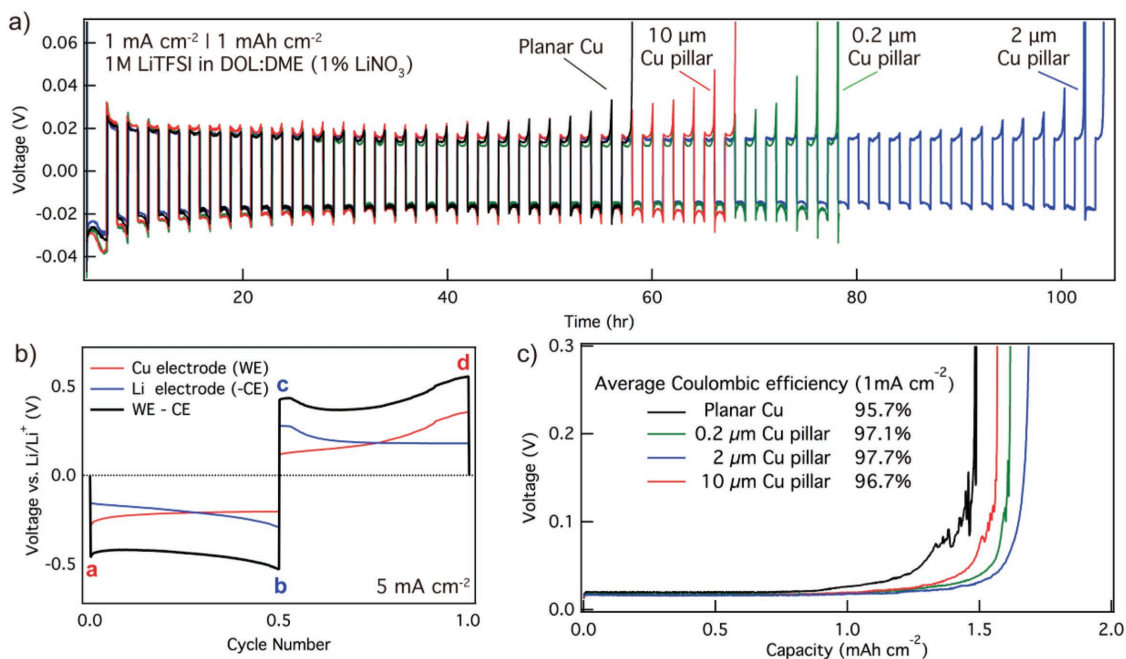 a)
1 mA cm⁻² | 1 mAh cm⁻²
1M LiTFSI in DOL:DME (1% LiNO₃)
Planar Cu
10 µm
Cu pillar
0.2 µm
Cu pillar
2 µm
Cu pillar
Voltage (V)
0.06
0.04
0.02
0.00
-0.02
-0.04
20
40
60
80
100
Time (hr)
b)
Voltage vs. Li/Li⁺ (V)
0.5
0.0
-0.5
Cu electrode (WE)
Li electrode (-CE)
WE - CE
a
b
c
d
5 mA cm⁻²
0.0
0.5
1.0
Cycle Number
c)
Voltage (V)
0.3
0.2
0.1
0.0
Average Coulombic efficiency (1mA cm⁻²)
Planar Cu 95.7%
0.2 µm Cu pillar 97.1%
2 µm Cu pillar 97.7%
10 µm Cu pillar 96.7%
0.0
0.5
1.0
1.5
2.0
Capacity (mAh cm⁻²)